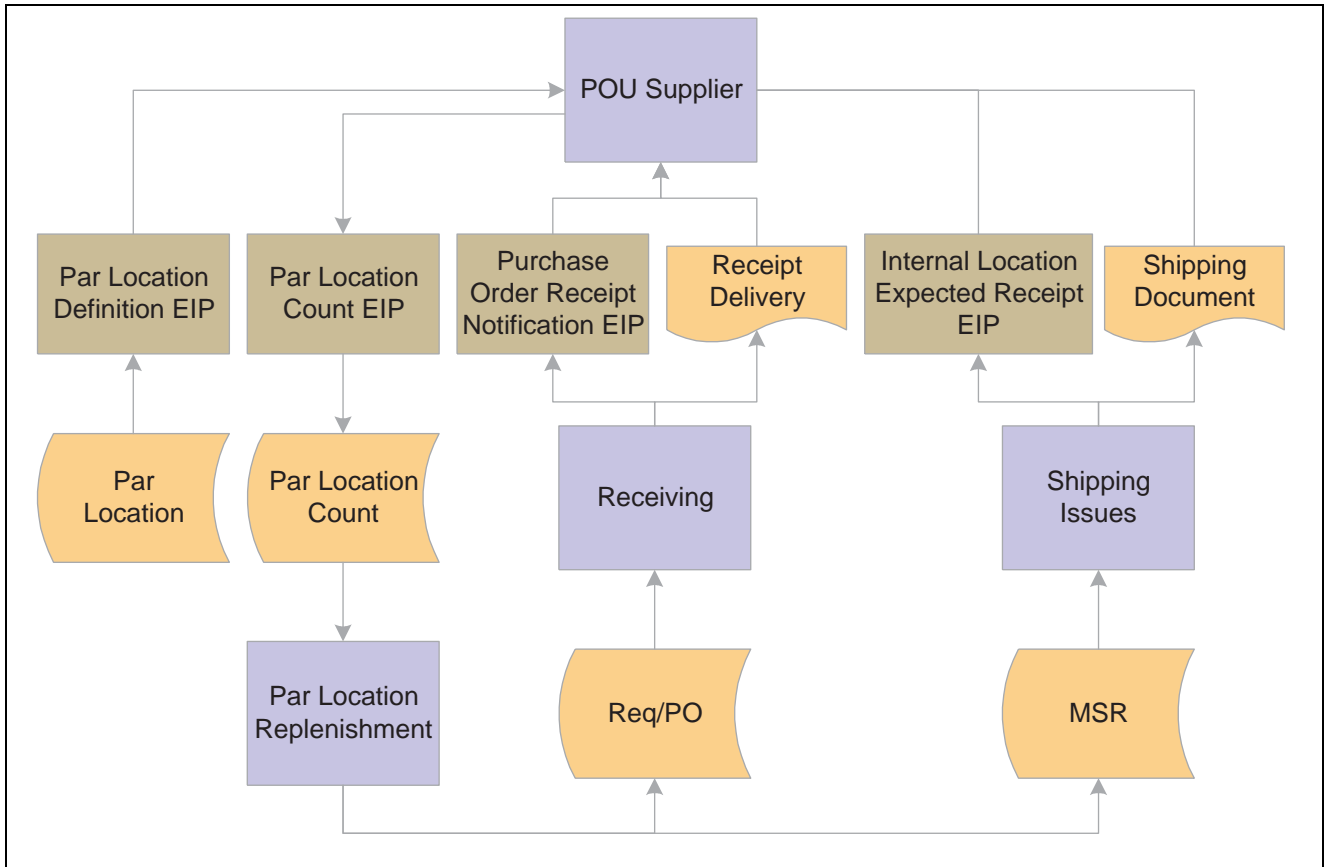 POU Supplier
Par Location
Definition EIP
Par Location
Count EIP
Purchase
Order Receipt
Notification EIP
Receipt
Delivery
Internal Location
Expected Receipt
EIP
Shipping
Document
Par
Location
Par Location
Count
Receiving
Shipping
Issues
Par Location
Replenishment
Req/PO
MSR